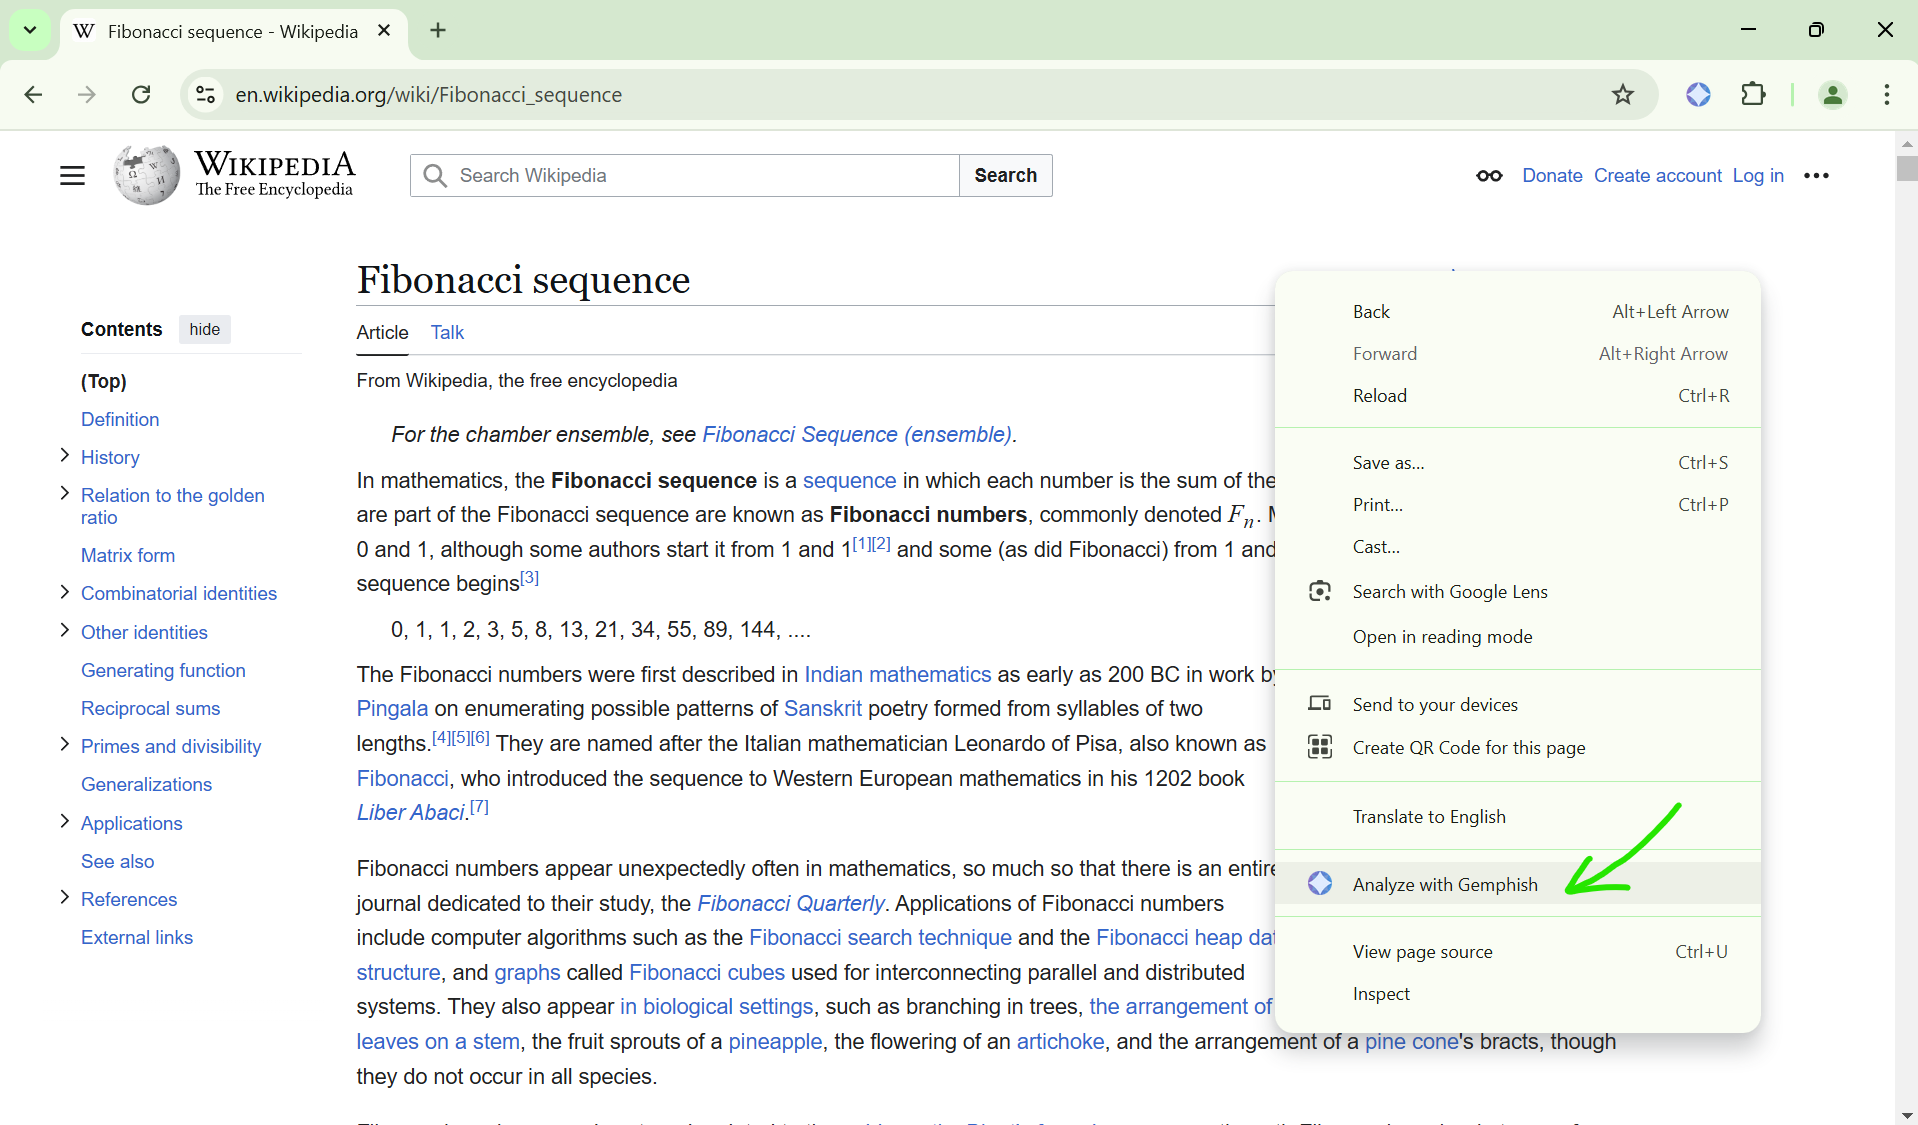 Fibonacci sequence - Wikipedia
en.wikipedia.org/wiki/Fibonacci_sequence
WIKIPEDIA
The Free Encyclopedia
Search Wikipedia
Search
Donate Create account Log in
Contents hide
(Top)
Definition
History
Relation to the golden
ratio
Matrix form
Combinatorial identities
Other identities
Generating function
Reciprocal sums
Primes and divisibility
Generalizations
Applications
See also
References
External links
Fibonacci sequence
Article Talk
From Wikipedia, the free encyclopedia
For the chamber ensemble, see Fibonacci Sequence (ensemble).
In mathematics, the Fibonacci sequence is a sequence in which each number is the sum of the
are part of the Fibonacci sequence are known as Fibonacci numbers, commonly denoted Fn.
0 and 1, although some authors start it from 1 and 1[1][2] and some (as did Fibonacci) from 1 and
sequence begins[3]
0, 1, 1, 2, 3, 5, 8, 13, 21, 34, 55, 89, 144, ....
The Fibonacci numbers were first described in Indian mathematics as early as 200 BC in work by
Pingala on enumerating possible patterns of Sanskrit poetry formed from syllables of two
lengths.[4][5][6] They are named after the Italian mathematician Leonardo of Pisa, also known as
Fibonacci, who introduced the sequence to Western European mathematics in his 1202 book
Liber Abaci.[7]
Fibonacci numbers appear unexpectedly often in mathematics, so much so that there is an entire
journal dedicated to their study, the Fibonacci Quarterly. Applications of Fibonacci numbers
include computer algorithms such as the Fibonacci search technique and the Fibonacci heap
structure, and graphs called Fibonacci cubes used for interconnecting parallel and distributed
systems. They also appear in biological settings, such as branching in trees, the arrangement of
leaves on a stem, the fruit sprouts of a pineapple, the flowering of an artichoke, and the arrangement of a pine cone's bracts, though
they do not occur in all species.
Back Alt+Left Arrow
Forward Alt+Right Arrow
Reload Ctrl+R
Save as... Ctrl+S
Print... Ctrl+P
Cast...
Search with Google Lens
Open in reading mode
Send to your devices
Create QR Code for this page
Translate to English
Analyze with Gemphish
View page source Ctrl+U
Inspect